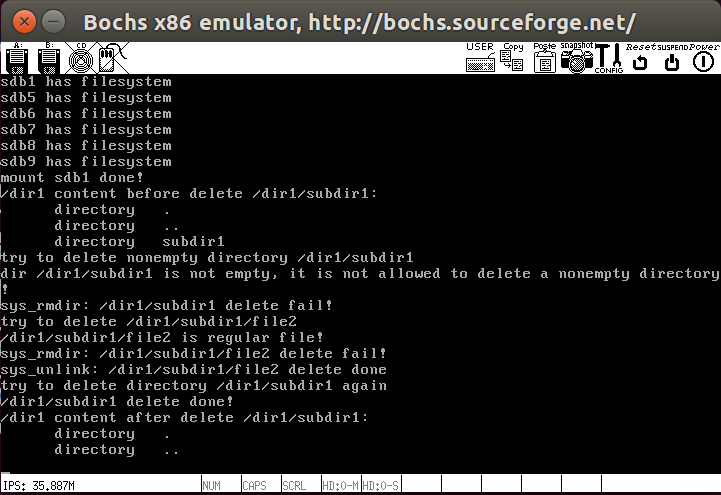 Bochs x86 emulator, http://bochs.sourceforge.net/
A: B: CD USER Copy Paste snapshot CONFIG Reset SUSPEND Power
sdb1 has filesystem
sdb5 has filesystem
sdb6 has filesystem
sdb7 has filesystem
sdb8 has filesystem
sdb9 has filesystem
mount sdb1 done!
/dir1 content before delete /dir1/subdir1:
directory .
directory ..
directory subdir1
try to delete nonempty directory /dir1/subdir1
dir /dir1/subdir1 is not empty, it is not allowed to delete a nonempty directory
!
sys_rmdir: /dir1/subdir1 delete fail!
try to delete /dir1/subdir1/file2
/dir1/subdir1/file2 is regular file!
sys_rmdir: /dir1/subdir1/file2 delete fail!
sys_unlink: /dir1/subdir1/file2 delete done
try to delete directory /dir1/subdir1 again
/dir1/subdir1 delete done!
/dir1 content after delete /dir1/subdir1:
directory .
directory ..
IPS: 35.887M NUM CAPS SCRL HD:0-M HD:0-S